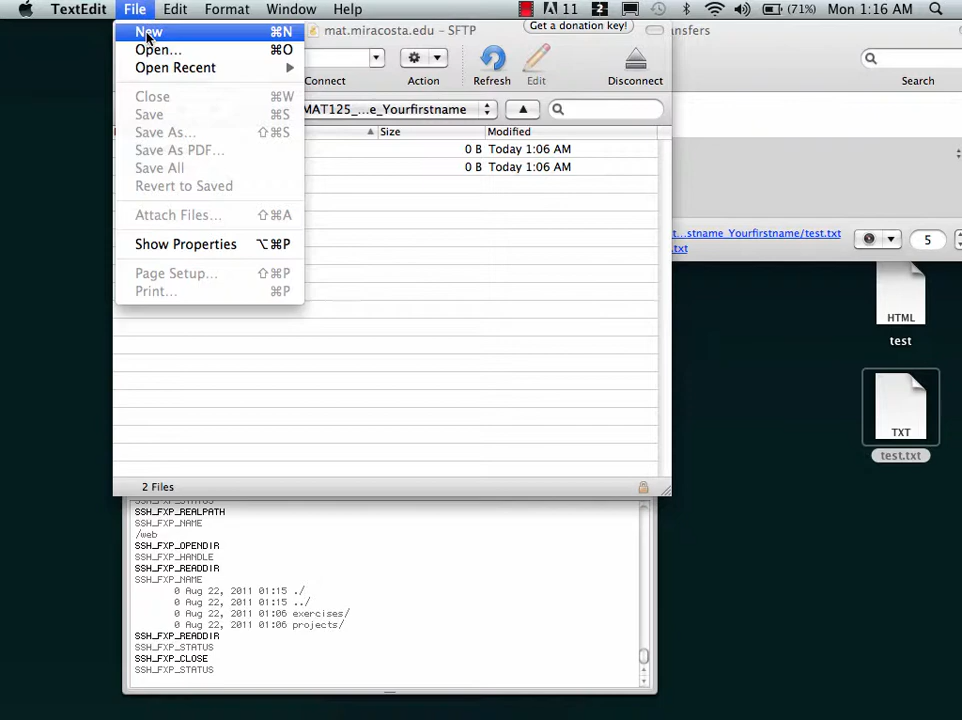 TextEdit File Edit Format Window Help 11 2 (71%) Mon 1:16 AM
mat.miracosta.edu – SFTP
Get a donation key!
Connect Action Refresh Edit Disconnect Search
New ⌘N
Open... ⌘O
Open Recent ▶
Close ⌘W
Save ⌘S
Save As... ⇧⌘S
Save As PDF...
Save All
Revert to Saved
Attach Files... ⇧⌘A
Show Properties ⌥⌘P
Page Setup... ⇧⌘P
Print... ⌘P
MAT125_...e_Yourfirstname
Size Modified
0 B Today 1:06 AM
0 B Today 1:06 AM
2 Files
t...stname_Yourfirstname/test.txt
.txt
5
HTML
test
TXT
test.txt
SSH_FXP_REALPATH
SSH_FXP_NAME
/web
SSH_FXP_OPENDIR
SSH_FXP_HANDLE
SSH_FXP_READDIR
SSH_FXP_NAME
0 Aug 22, 2011 01:15 ./
0 Aug 22, 2011 01:15 ../
0 Aug 22, 2011 01:06 exercises/
0 Aug 22, 2011 01:06 projects/
SSH_FXP_READDIR
SSH_FXP_STATUS
SSH_FXP_CLOSE
SSH_FXP_STATUS